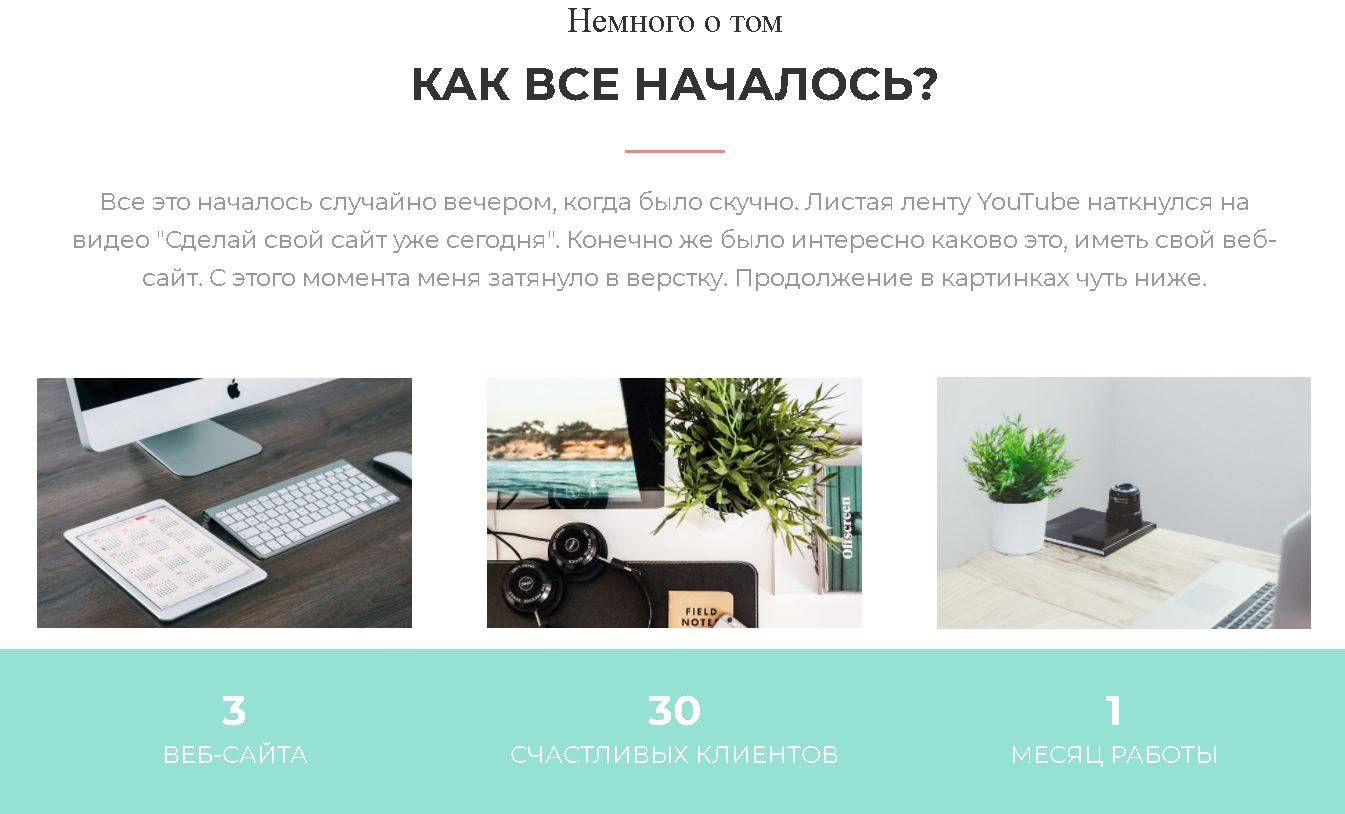 Немного о том
КАК ВСЕ НАЧАЛОСЬ?
Все это началось случайно вечером, когда было скучно. Листая ленту YouTube наткнулся на
видео "Сделай свой сайт уже сегодня". Конечно же было интересно каково это, иметь свой веб-
сайт. С этого момента меня затянуло в верстку. Продолжение в картинках чуть ниже.
Offscreen
FIELD
NOTE
3
ВЕБ-САЙТА
30
СЧАСТЛИВЫХ КЛИЕНТОВ
1
МЕСЯЦ РАБОТЫ